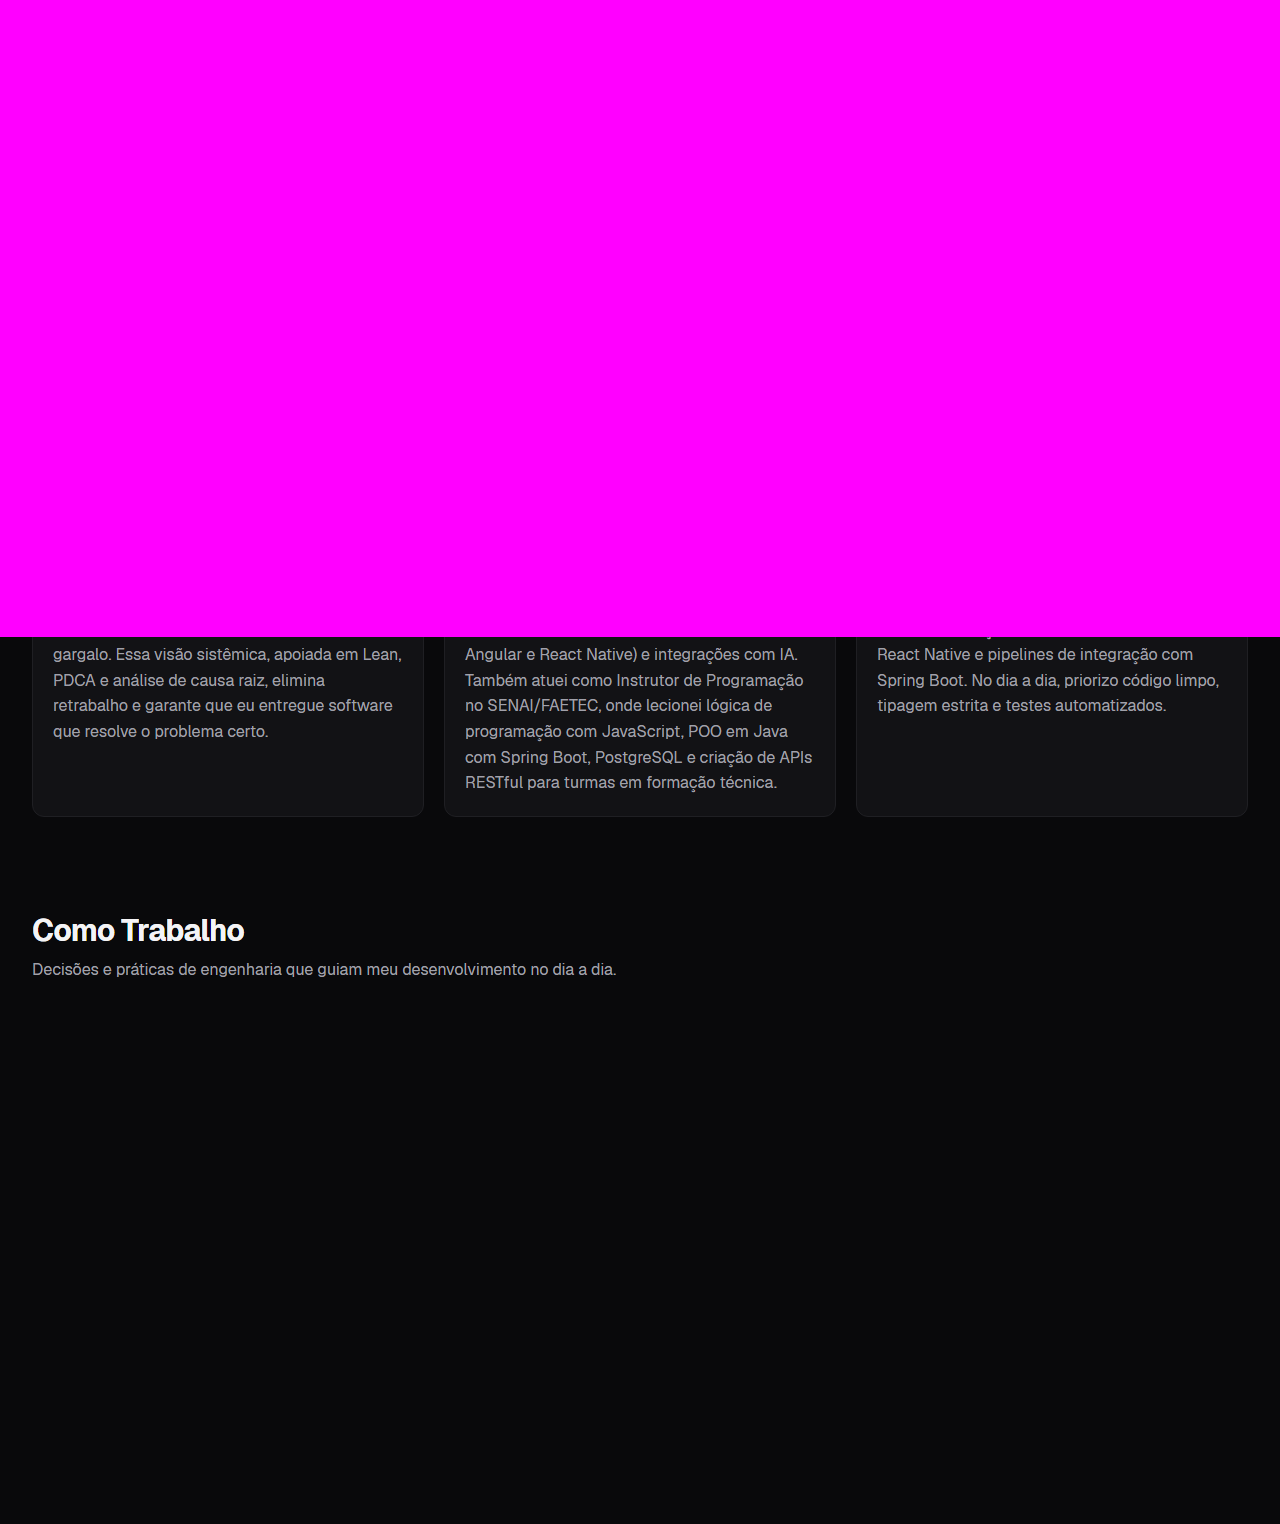 gargalo. Essa visão sistêmica, apoiada em Lean,
PDCA e análise de causa raiz, elimina
retrabalho e garante que eu entregue software
que resolve o problema certo.
Angular e React Native) e integrações com IA.
Também atuei como Instrutor de Programação
no SENAI/FAETEC, onde lecionei lógica de
programação com JavaScript, POO em Java
com Spring Boot, PostgreSQL e criação de APIs
RESTful para turmas em formação técnica.
React Native e pipelines de integração com
Spring Boot. No dia a dia, priorizo código limpo,
tipagem estrita e testes automatizados.
Como Trabalho
Decisões e práticas de engenharia que guiam meu desenvolvimento no dia a dia.